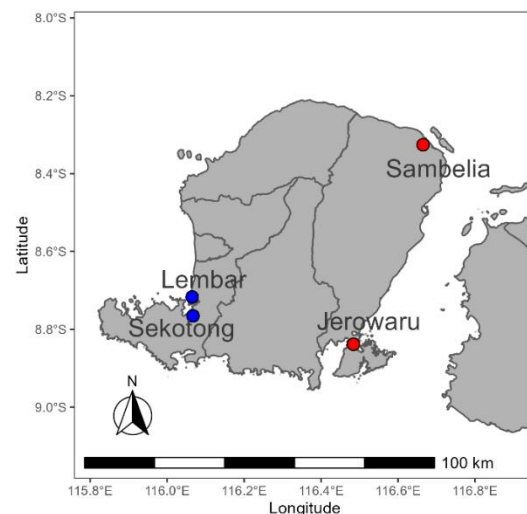 8.0°S
8.2°S
8.4°S
8.6°S
8.8°S
9.0°S
Latitude
Sambelia
Lembar
Sekotong
Jerowaru
N
100 km
115.8°E 116.0°E 116.2°E 116.4°E 116.6°E 116.8°E
Longitude